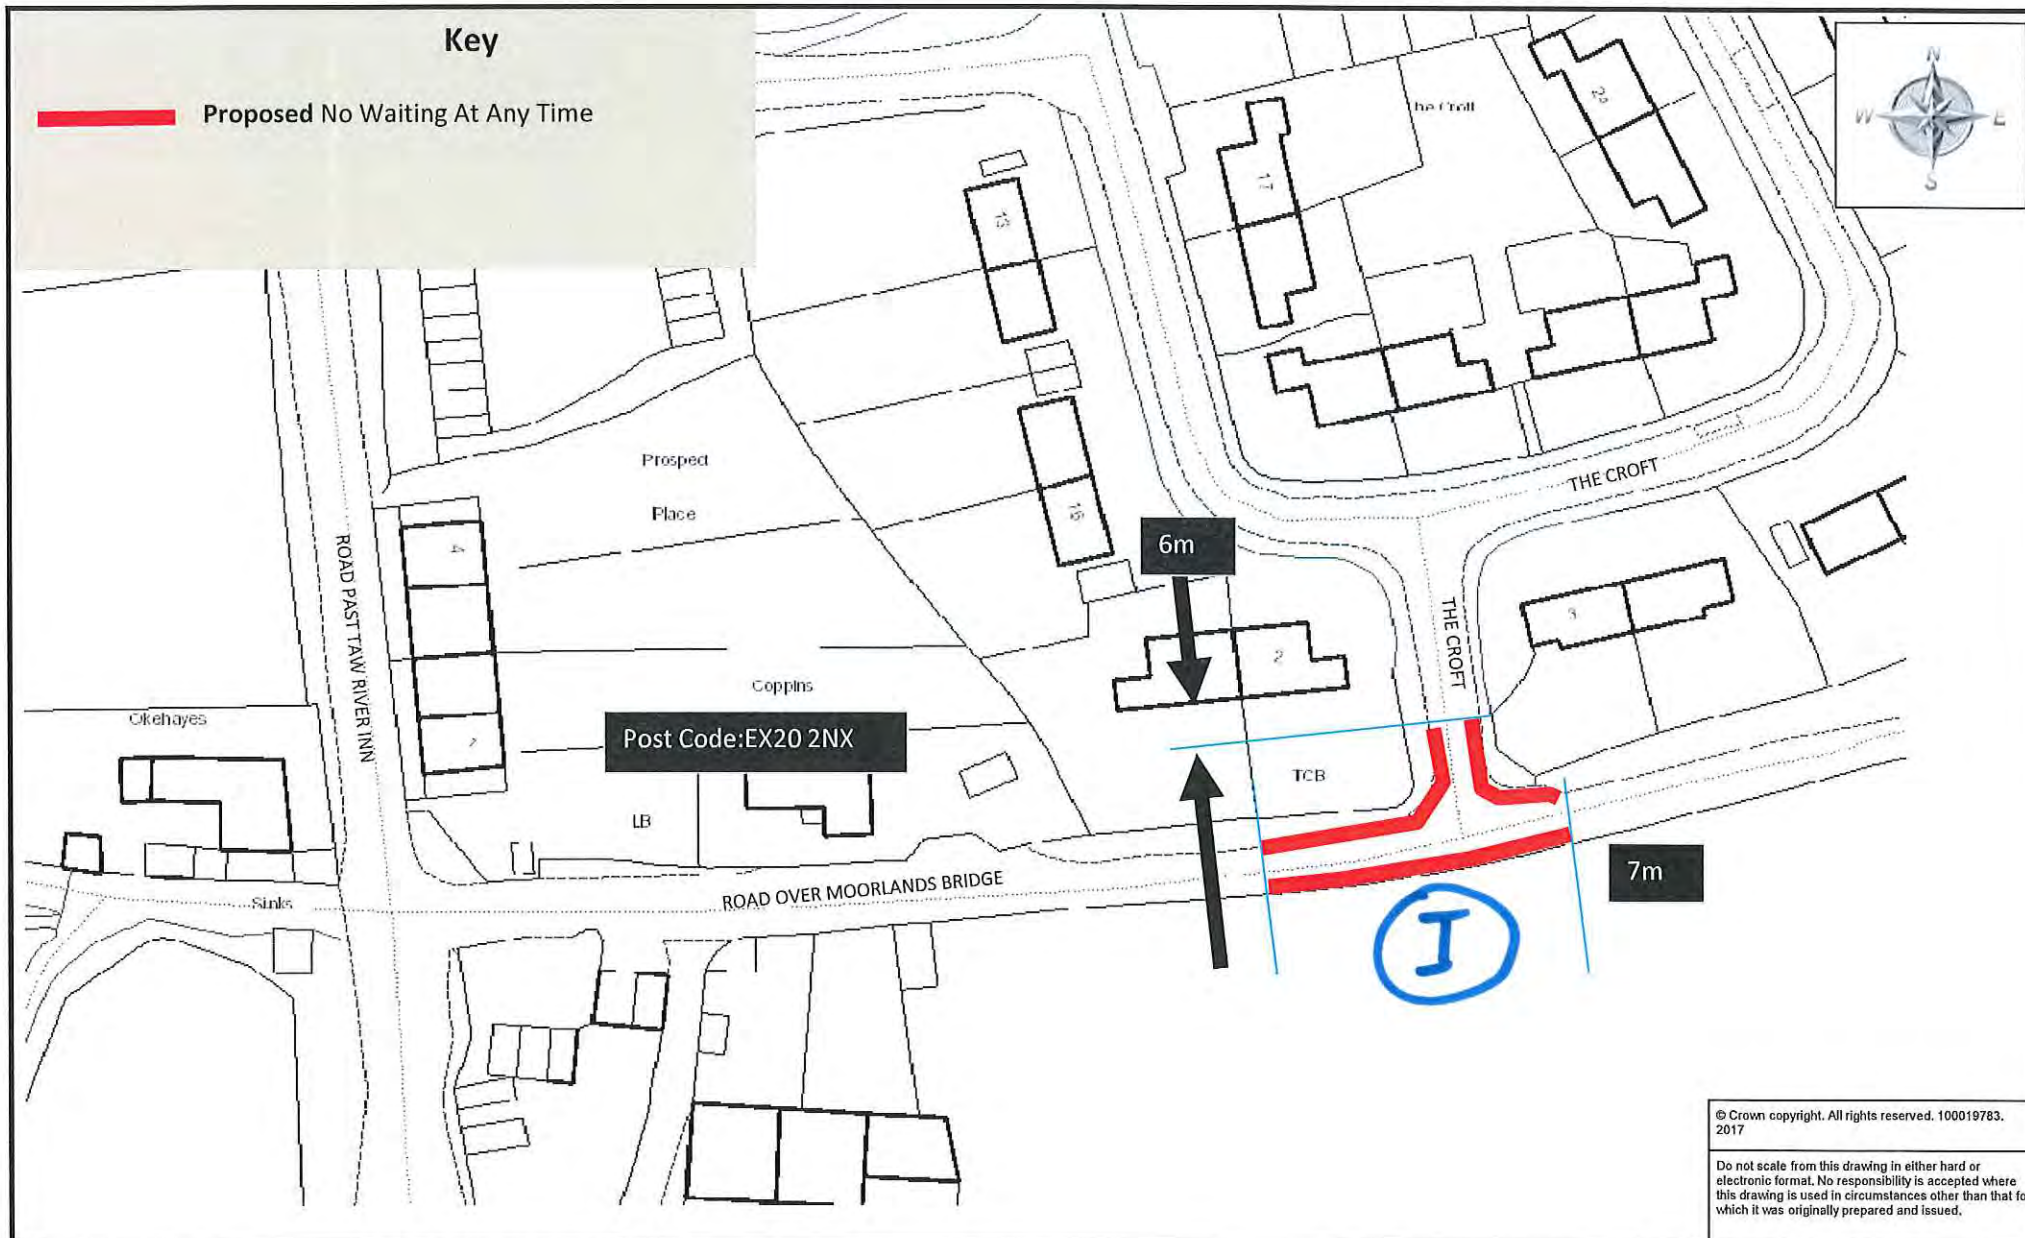 Key
Proposed No Waiting At Any Time
N
W
E
S
24
17
13
Prospect
Place
THE CROFT
16
6m
4
ROAD PAST TAW RIVER INN
THE CROFT
3
2
Coppins
Okehayes
Post Code:EX20 2NX
7
TCB
LB
7m
ROAD OVER MOORLANDS BRIDGE
Sinks
I
© Crown copyright. All rights reserved. 100019783.
2017
Do not scale from this drawing in either hard or
electronic format. No responsibility is accepted where
this drawing is used in circumstances other than that fo
which it was originally prepared and issued.